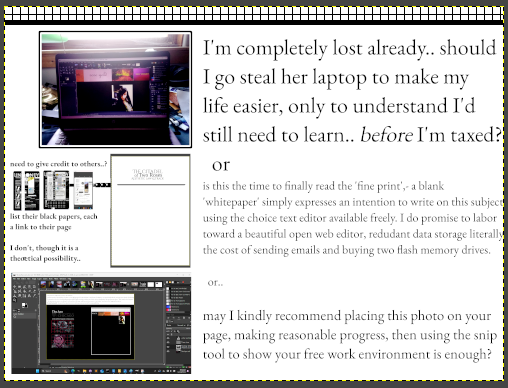 I'm completely lost already.. should
I go steal her laptop to make my
life easier, only to understand I'd
still need to learn.. before I'm taxed?
or
need to give credit to others..?
list their black papers, each
a link to their page
I don't, though it is a
theoretical possibility..
is this the time to finally read the 'fine print',- a blank
'whitepaper' simply expresses an intention to write on this subject
using the choice text editor available freely. I do promise to labor
toward a beautiful open web editor, redudant data storage literally
the cost of sending emails and buying two flash memory drives.
or..
may I kindly recommend placing this photo on your
page, making reasonable progress, then using the snip
tool to show your free work environment is enough?